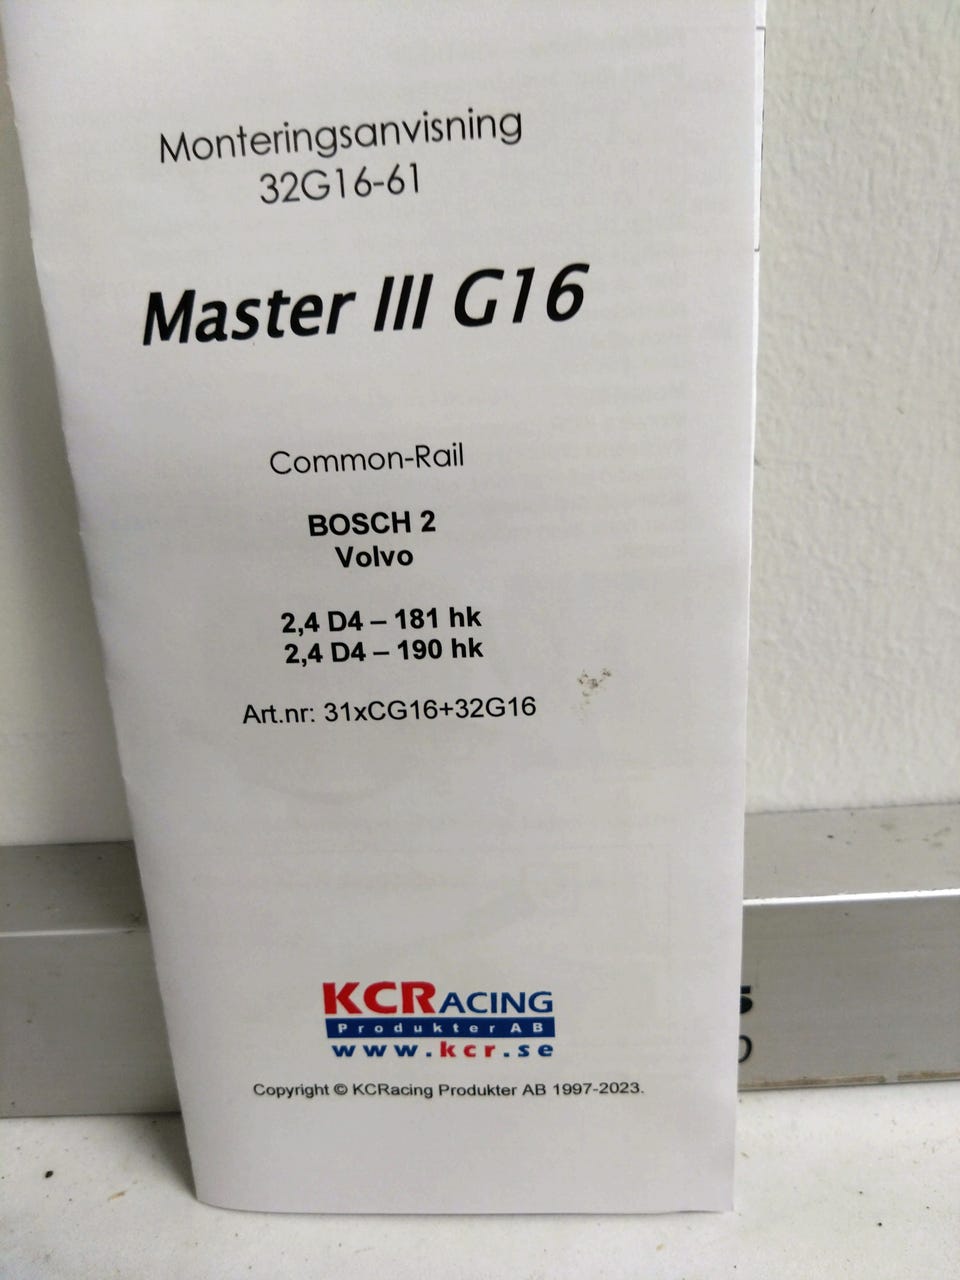 Monteringsanvisning
32G16-61
Master III G16
Common-Rail
BOSCH 2
Volvo
2,4 D4 – 181 hk
2,4 D4 – 190 hk
Art.nr: 31xCG16+32G16
KCRACING
Produkter AB
www.kcr.se
Copyright © KCRacing Produkter AB 1997-2023.